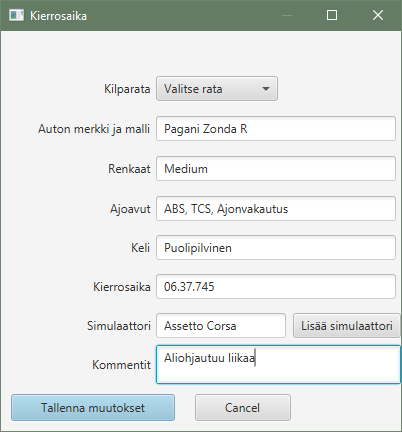 Kierrosaika
Kilparata Valitse rata
Auton merkki ja malli Pagani Zonda R
Renkaat Medium
Ajoavut ABS, TCS, Ajonvakautus
Keli Puolipilvinen
Kierrosaika 06.37.745
Simulaattori Assetto Corsa Lisää simulaattori
Kommentit Aliohjautuu liikaa
Tallenna muutokset Cancel